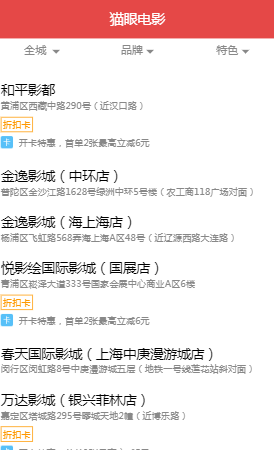 猫眼电影
全城 品牌 特色
和平影都
黄浦区西藏中路290号（近汉口路）
折扣卡
卡 开卡特惠，首单2张最高立减6元
金逸影城（中环店）
普陀区金沙江路1628号绿洲中环5号楼（农工商118广场对面）
金逸影城（海上海店）
杨浦区飞虹路568弄海上海A区48号（近辽源西路大连路）
悦影绘国际影城（国展店）
青浦区崧泽大道333号国家会展中心商业A区6楼
折扣卡
卡 开卡特惠，首单2张最高立减6元
春天国际影城（上海中庚漫游城店）
闵行区闵虹路8号中庚漫游城五层（地铁一号线莲花站斜对面）
万达影城（银兴菲林店）
嘉定区塔城路295号罗宾森天地2幢（近博乐路）
折扣卡